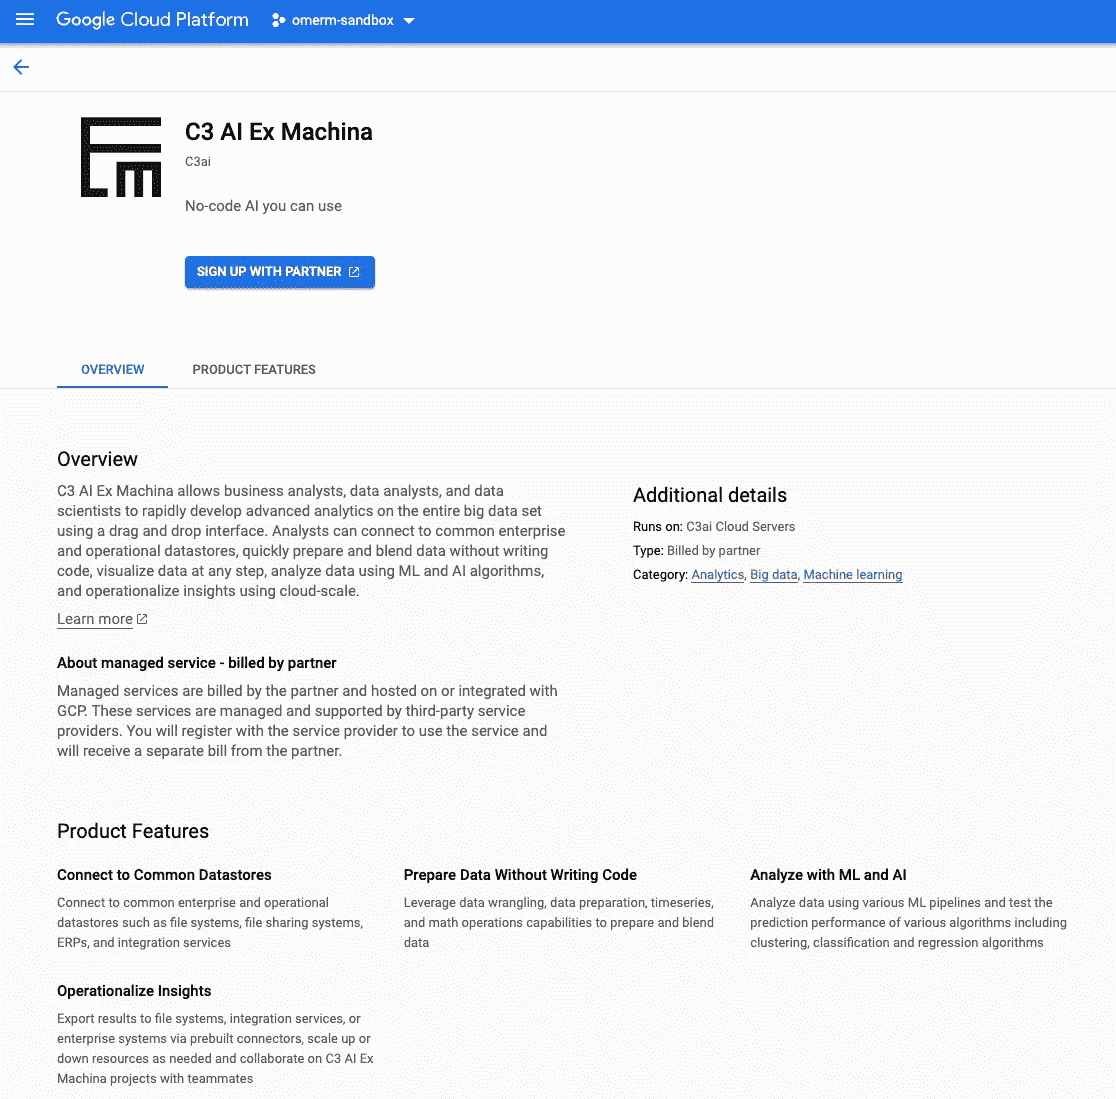 Google Cloud Platform omerm-sandbox
C3 AI Ex Machina
C3ai
No-code AI you can use
SIGN UP WITH PARTNER
OVERVIEW PRODUCT FEATURES
Overview
C3 AI Ex Machina allows business analysts, data analysts, and data
scientists to rapidly develop advanced analytics on the entire big data set
using a drag and drop interface. Analysts can connect to common enterprise
and operational datastores, quickly prepare and blend data without writing
code, visualize data at any step, analyze data using ML and AI algorithms,
and operationalize insights using cloud-scale.
Learn more
About managed service - billed by partner
Managed services are billed by the partner and hosted on or integrated with
GCP. These services are managed and supported by third-party service
providers. You will register with the service provider to use the service and
will receive a separate bill from the partner.
Additional details
Runs on: C3ai Cloud Servers
Type: Billed by partner
Category: Analytics, Big data, Machine learning
Product Features
Connect to Common Datastores
Connect to common enterprise and operational
datastores such as file systems, file sharing systems,
ERPs, and integration services
Prepare Data Without Writing Code
Leverage data wrangling, data preparation, timeseries,
and math operations capabilities to prepare and blend
data
Analyze with ML and AI
Analyze data using various ML pipelines and test the
prediction performance of various algorithms including
clustering, classification and regression algorithms
Operationalize Insights
Export results to file systems, integration services, or
enterprise systems via prebuilt connectors, scale up or
down resources as needed and collaborate on C3 AI Ex
Machina projects with teammates